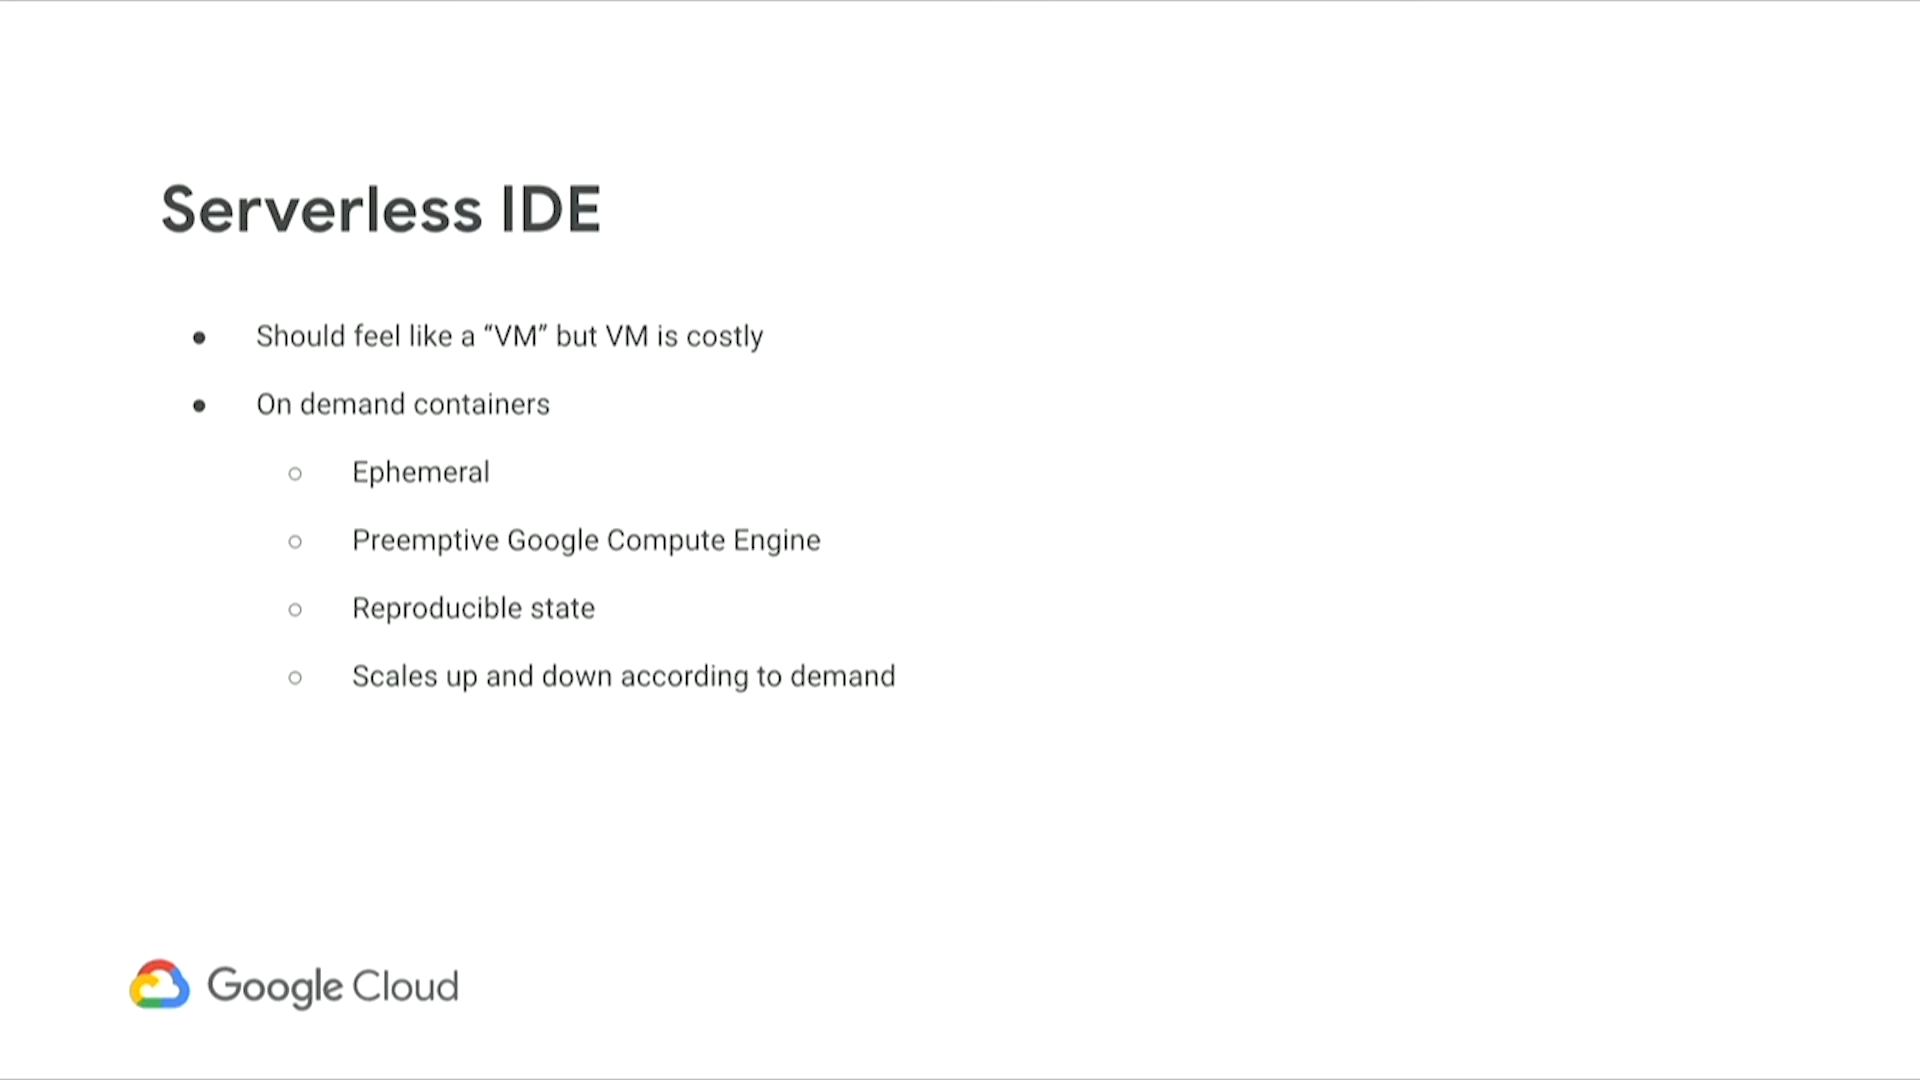 Serverless IDE
● Should feel like a “VM” but VM is costly
● On demand containers
○ Ephemeral
○ Preemptive Google Compute Engine
○ Reproducible state
○ Scales up and down according to demand
Google Cloud